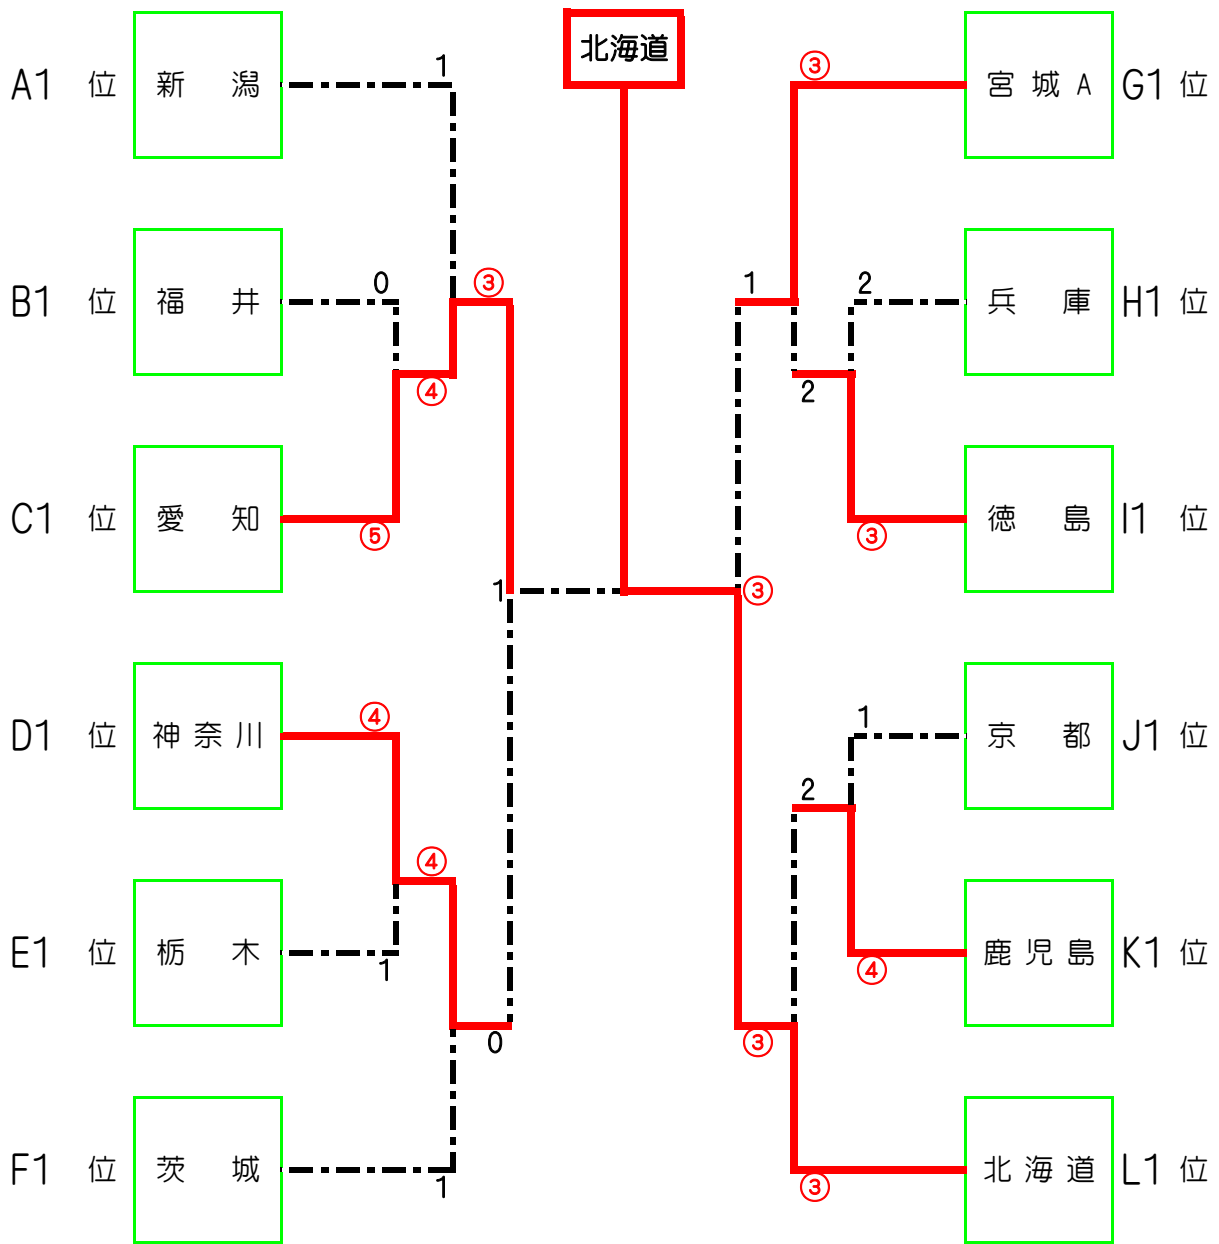 北海道
A1 位 新潟 1
B1 位 福井 0
③
④
C1 位 愛知
⑤
1
D1 位 神奈川 ④
④
E1 位 栃木 1
0
F1 位 茨城 1
③ 宮城A G1 位
1
2 兵庫 H1 位
2
徳島 I1 位
③
③
1 京都 J1 位
2
鹿児島 K1 位
④
③
北海道 L1 位
③